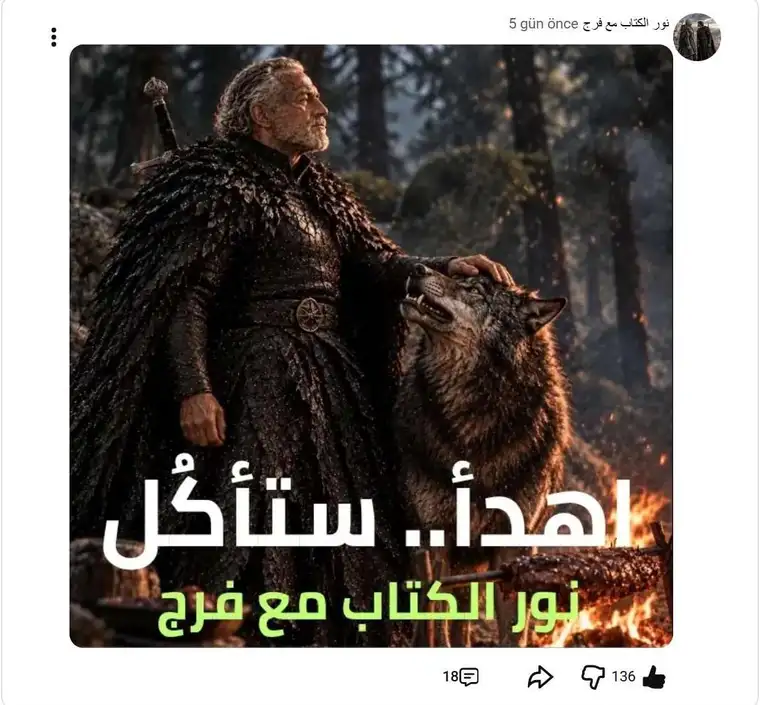 نور الكتاب مع فرج 5 gün önce
اهدأ.. ستأكُل
نور الكتاب مع فرج
136
18